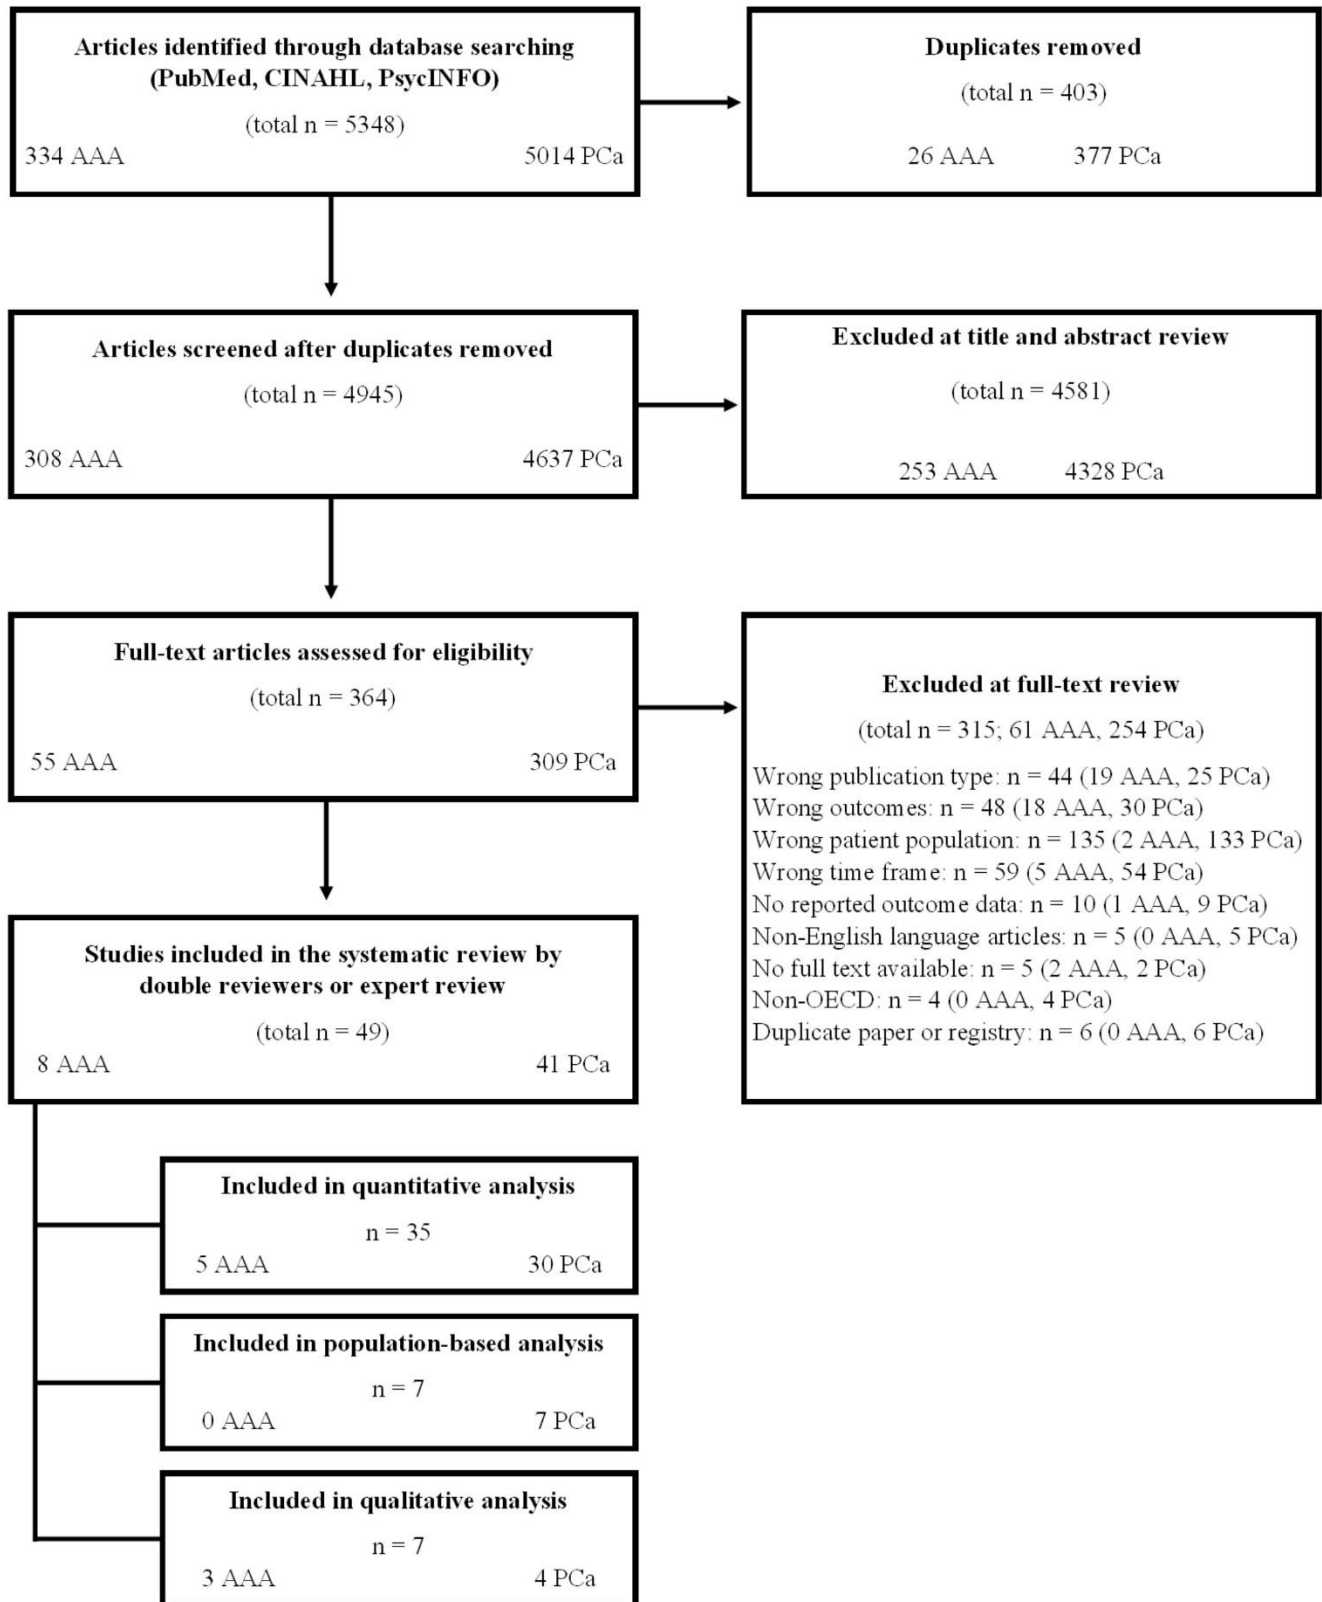 Articles identified through database searching
(PubMed, CINAHL, PsycINFO)
(total n = 5348)
334 AAA 5014 PCa
Duplicates removed
(total n = 403)
26 AAA 377 PCa
Articles screened after duplicates removed
(total n = 4945)
308 AAA 4637 PCa
Excluded at title and abstract review
(total n = 4581)
253 AAA 4328 PCa
Full-text articles assessed for eligibility
(total n = 364)
55 AAA 309 PCa
Excluded at full-text review
(total n = 315; 61 AAA, 254 PCa)
Wrong publication type: n = 44 (19 AAA, 25 PCa)
Wrong outcomes: n = 48 (18 AAA, 30 PCa)
Wrong patient population: n = 135 (2 AAA, 133 PCa)
Wrong time frame: n = 59 (5 AAA, 54 PCa)
No reported outcome data: n = 10 (1 AAA, 9 PCa)
Non-English language articles: n = 5 (0 AAA, 5 PCa)
No full text available: n = 5 (2 AAA, 2 PCa)
Non-OECD: n = 4 (0 AAA, 4 PCa)
Duplicate paper or registry: n = 6 (0 AAA, 6 PCa)
Studies included in the systematic review by
double reviewers or expert review
(total n = 49)
8 AAA 41 PCa
Included in quantitative analysis
n = 35
5 AAA 30 PCa
Included in population-based analysis
n = 7
0 AAA 7 PCa
Included in qualitative analysis
n = 7
3 AAA 4 PCa